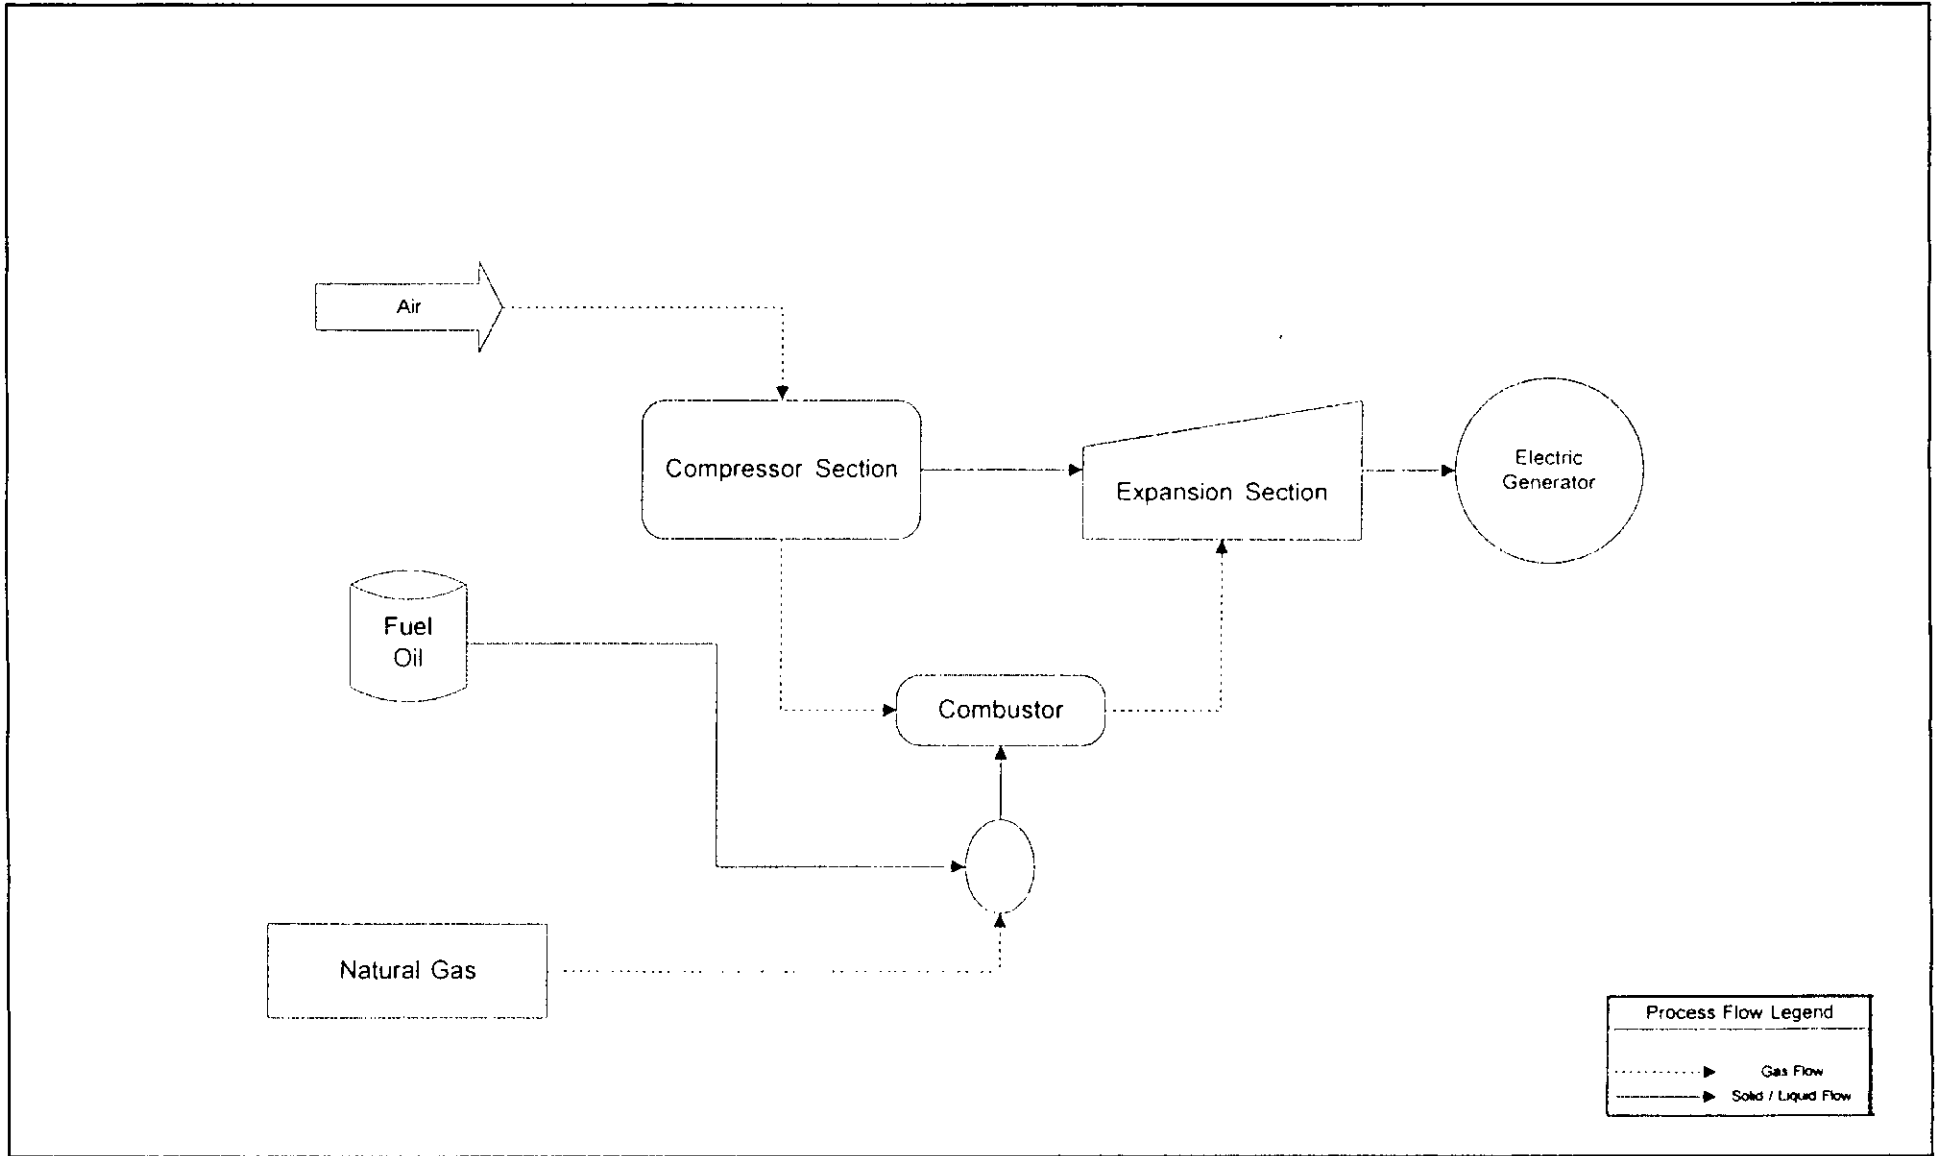 Air
Compressor Section
Expansion Section
Electric
Generator
Fuel
Oil
Combustor
Natural Gas
Process Flow Legend
Gas Flow
Solid / Liquid Flow